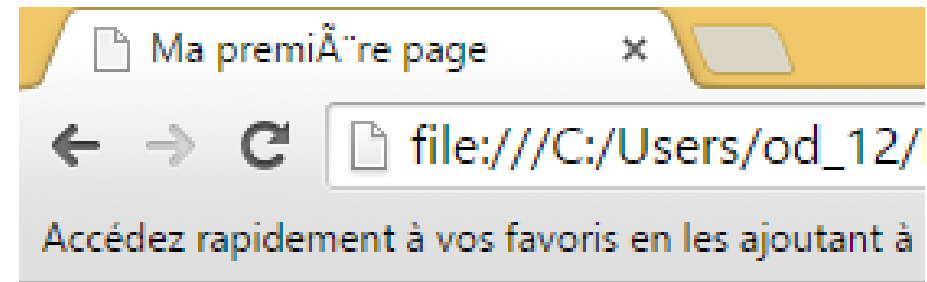 Ma premiÃ¨re page
file:///C:/Users/od_12/
Accédez rapidement à vos favoris en les ajoutant à